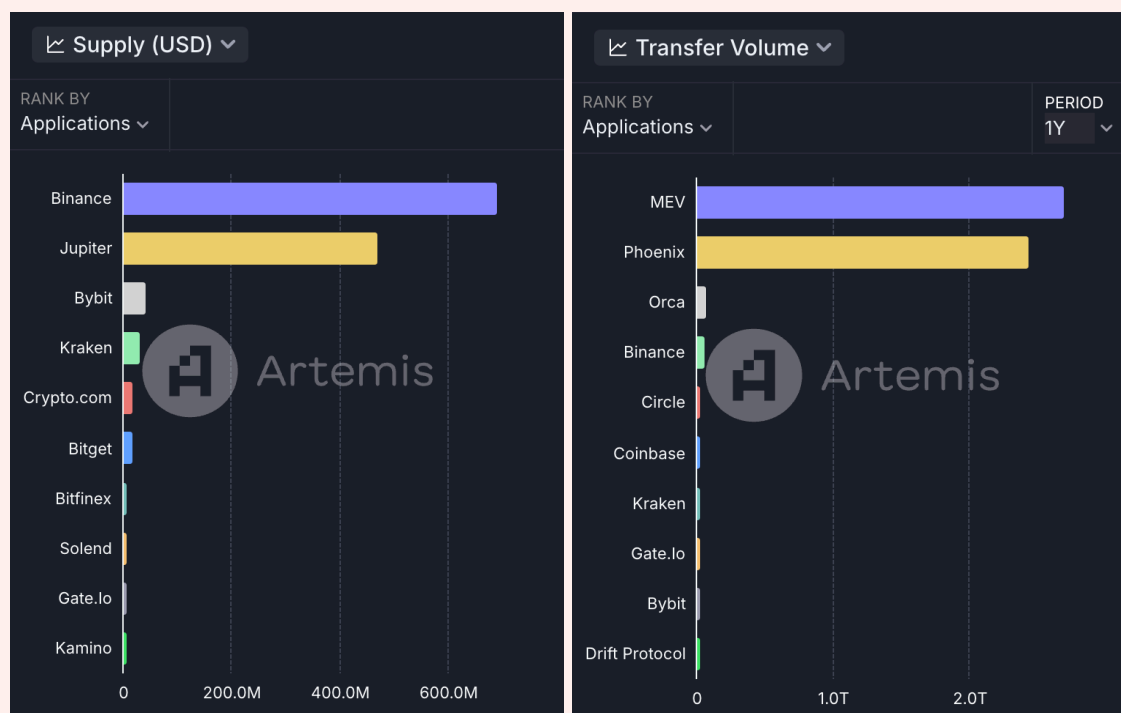 Supply (USD)
RANK BY
Applications
Binance
Jupiter
Bybit
Kraken
Crypto.com
Bitget
Bitfinex
Solend
Gate.Io
Kamino
Artemis
0 200.0M 400.0M 600.0M
Transfer Volume
RANK BY
Applications
PERIOD
1Y
MEV
Phoenix
Orca
Binance
Circle
Coinbase
Kraken
Gate.Io
Bybit
Drift Protocol
Artemis
0 1.0T 2.0T